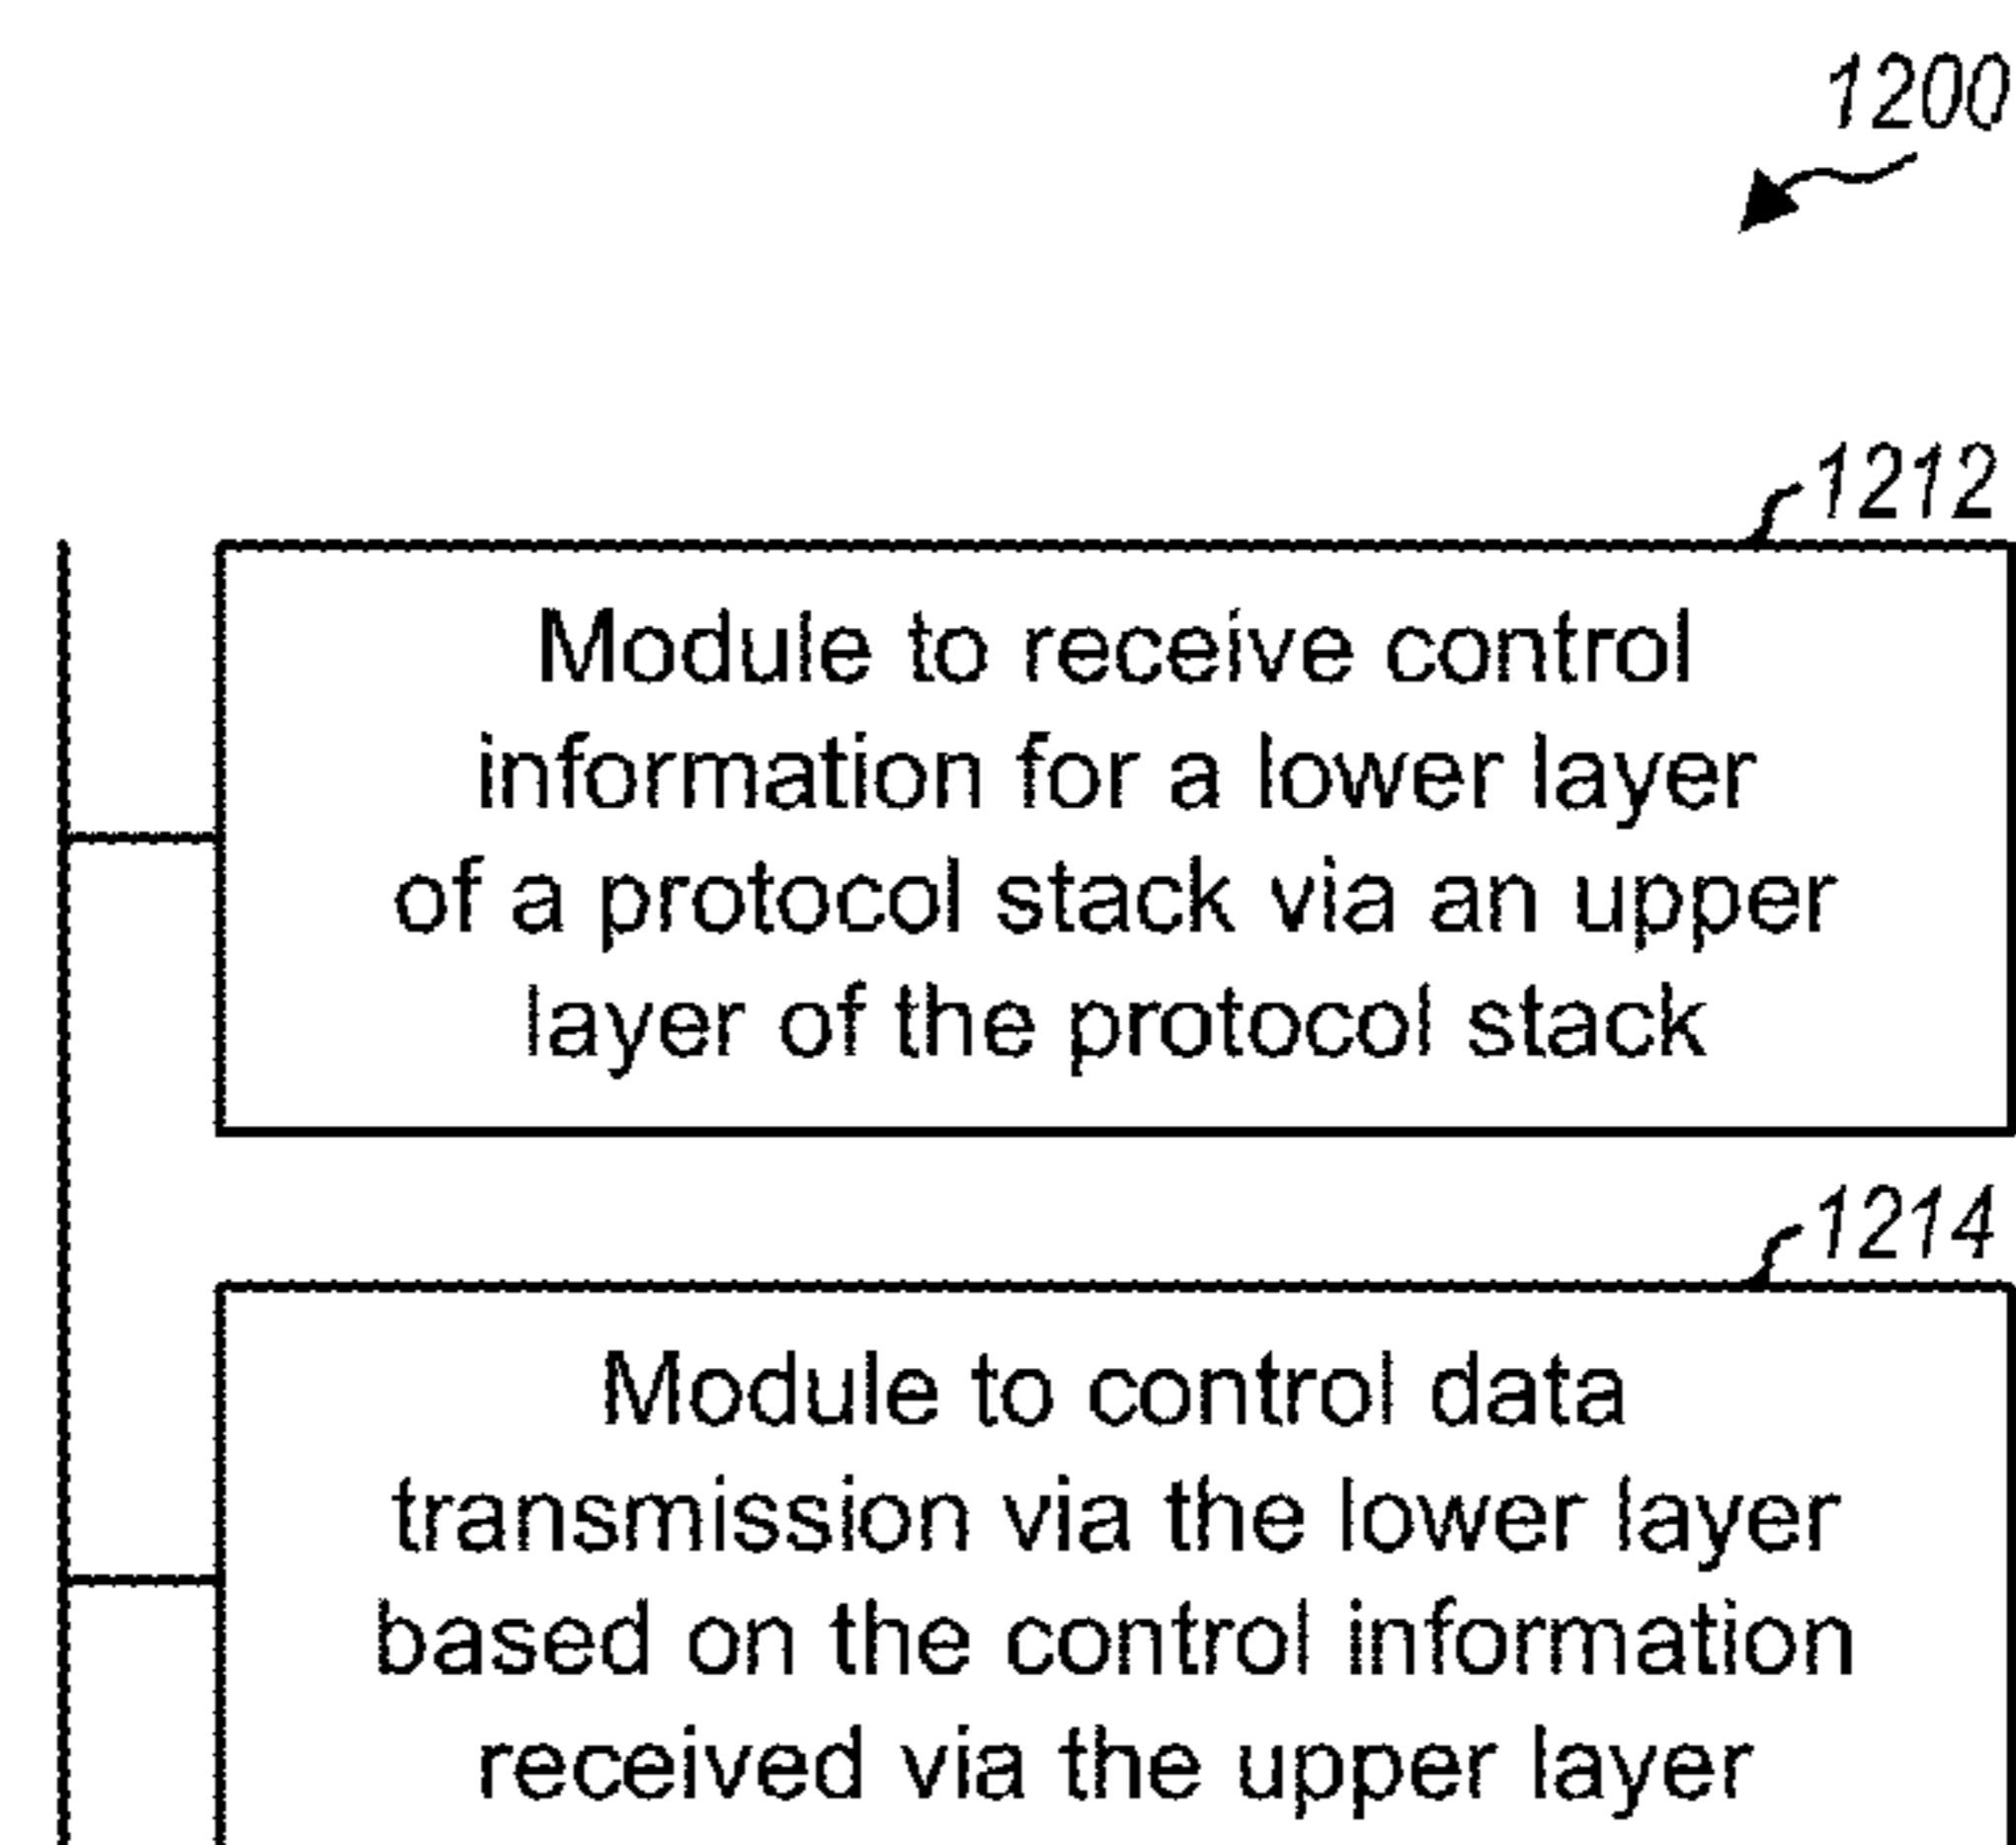 1200
1212
Module to receive control
information for a lower layer
of a protocol stack via an upper
layer of the protocol stack
1214
Module to control data
transmission via the lower layer
based on the control information
received via the upper layer